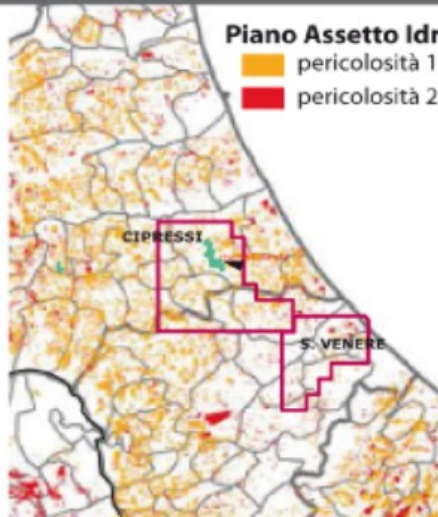 Piano Assetto Idr
pericolosità 1
pericolosità 2
CIPRESSI
S. VENERE